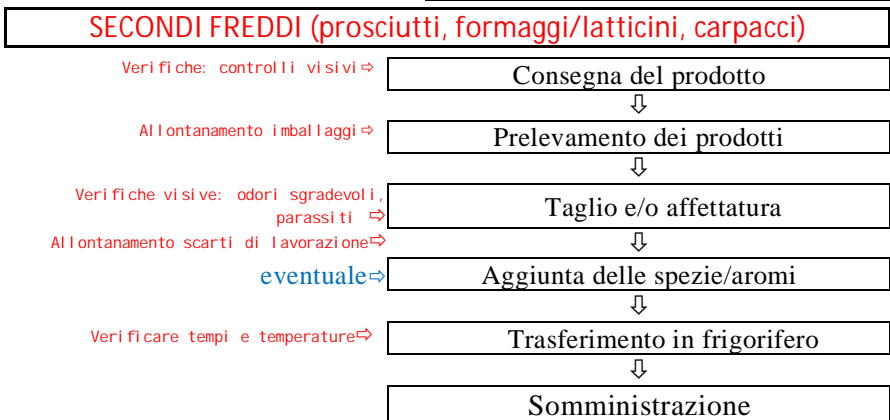 SECONDI FREDDI (prosciutti, formaggi/latticini, carpacci)
Verifiche: controlli visivi⇨
Consegna del prodotto
⇩
Allontanamento imballaggi⇨
Prelevamento dei prodotti
⇩
Verifiche visive: odori sgradevoli,
parassiti ⇨
Taglio e/o affettatura
Allontanamento scarti di lavorazione⇨
⇩
eventuale⇨
Aggiunta delle spezie/aromi
⇩
Verificare tempi e temperature⇨
Trasferimento in frigorifero
⇩
Somministrazione